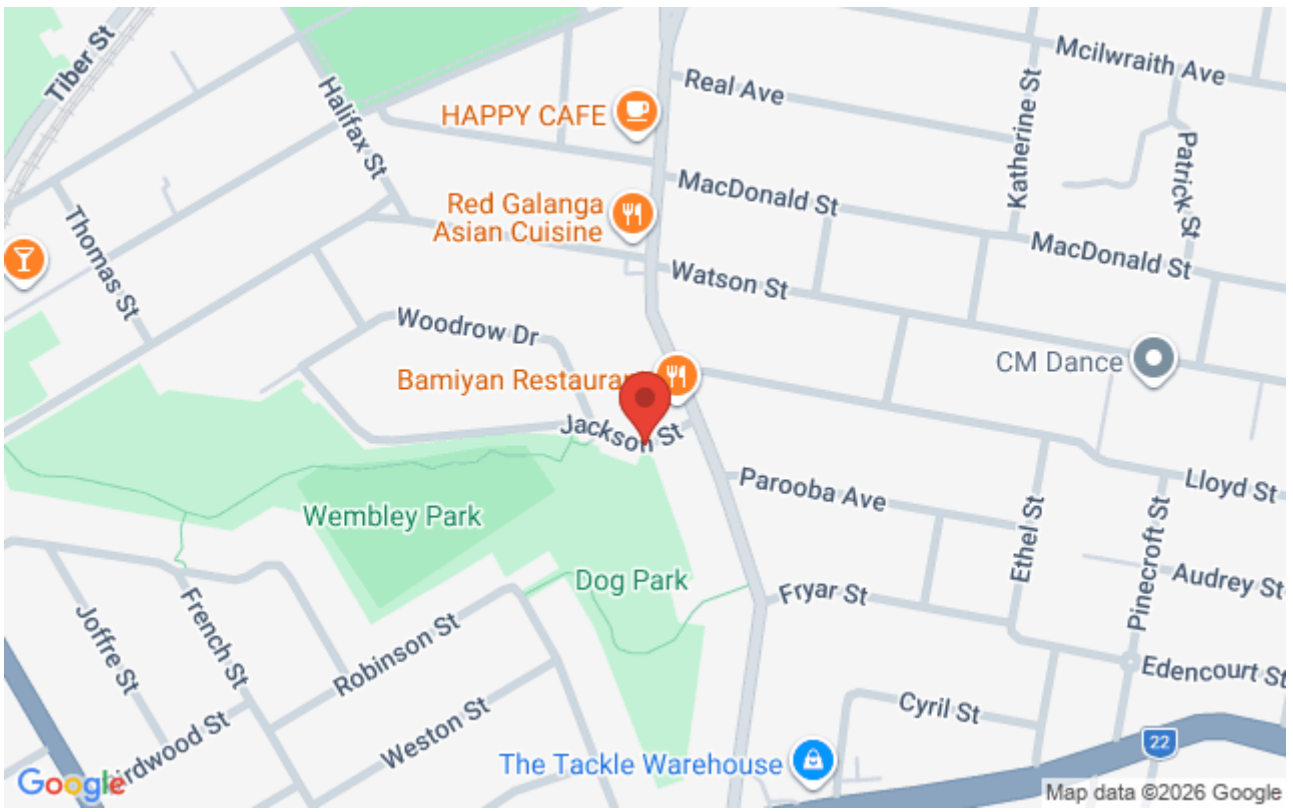 Tiber St
Halifax St
HAPPY CAFE
Real Ave
Mcilwraith Ave
Katherine St
Patrick St
Thomas St
Red Galanga
Asian Cuisine
MacDonald St
MacDonald St
Watson St
Woodrow Dr
CM Dance
Bamiyan Restaurant
Jackson St
Lloyd St
Parooba Ave
Wembley Park
Ethel St
Pinecroft St
Dog Park
Fryar St
Audrey St
Joffre St
French St
Robinson St
Edencourt St
Cyril St
Weston St
22
The Tackle Warehouse
Google
Map data ©2026 Google